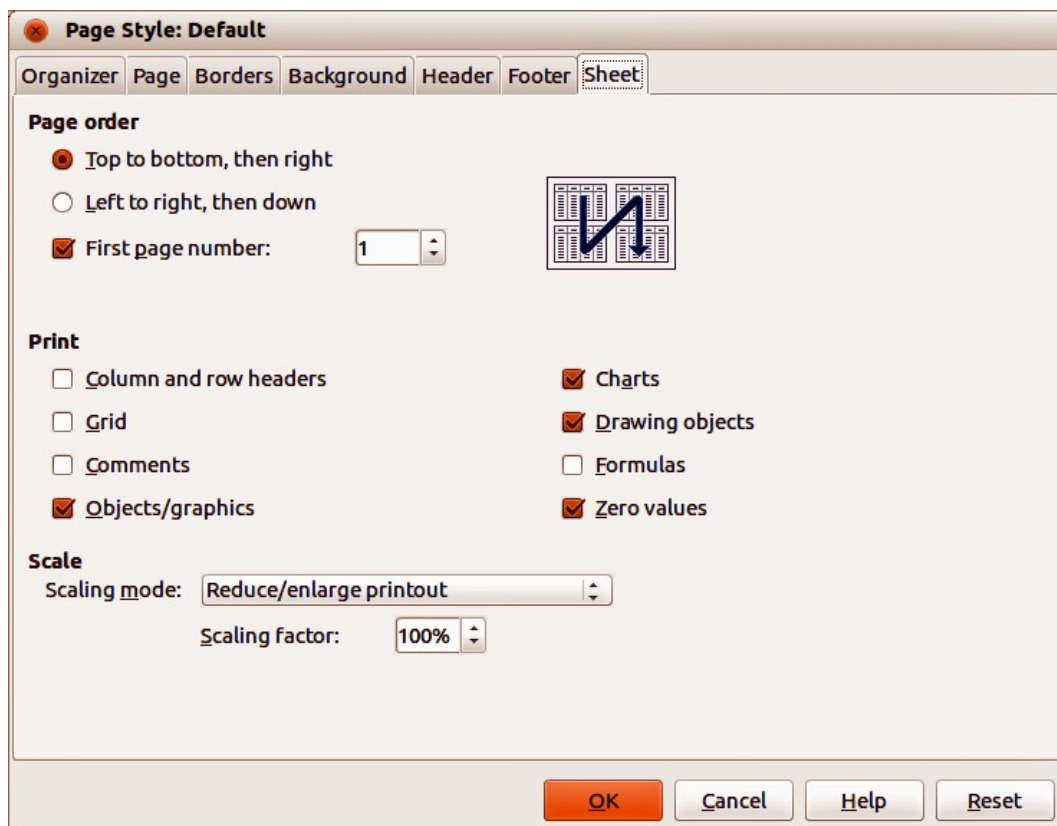 Page Style: Default
Organizer Page Borders Background Header Footer Sheet
Page order
Top to bottom, then right
Left to right, then down
First page number: 1
Print
Column and row headers
Charts
Grid
Drawing objects
Comments
Formulas
Objects/graphics
Zero values
Scale
Scaling mode: Reduce/enlarge printout
Scaling factor: 100%
OK Cancel Help Reset